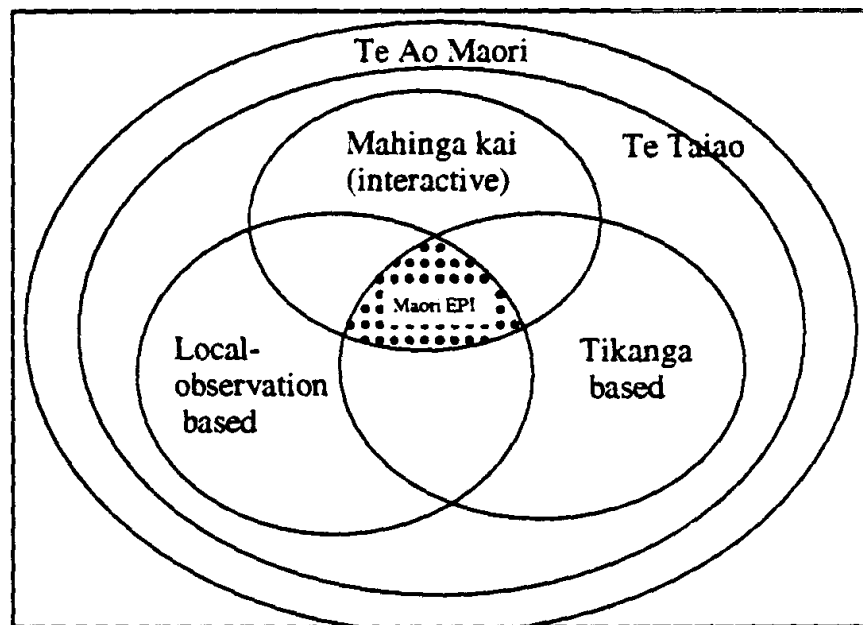 Te Ao Maori
Mahinga kai
(interactive)
Te Taiao
Maori EPI
Local-
observation
based
Tikanga
based